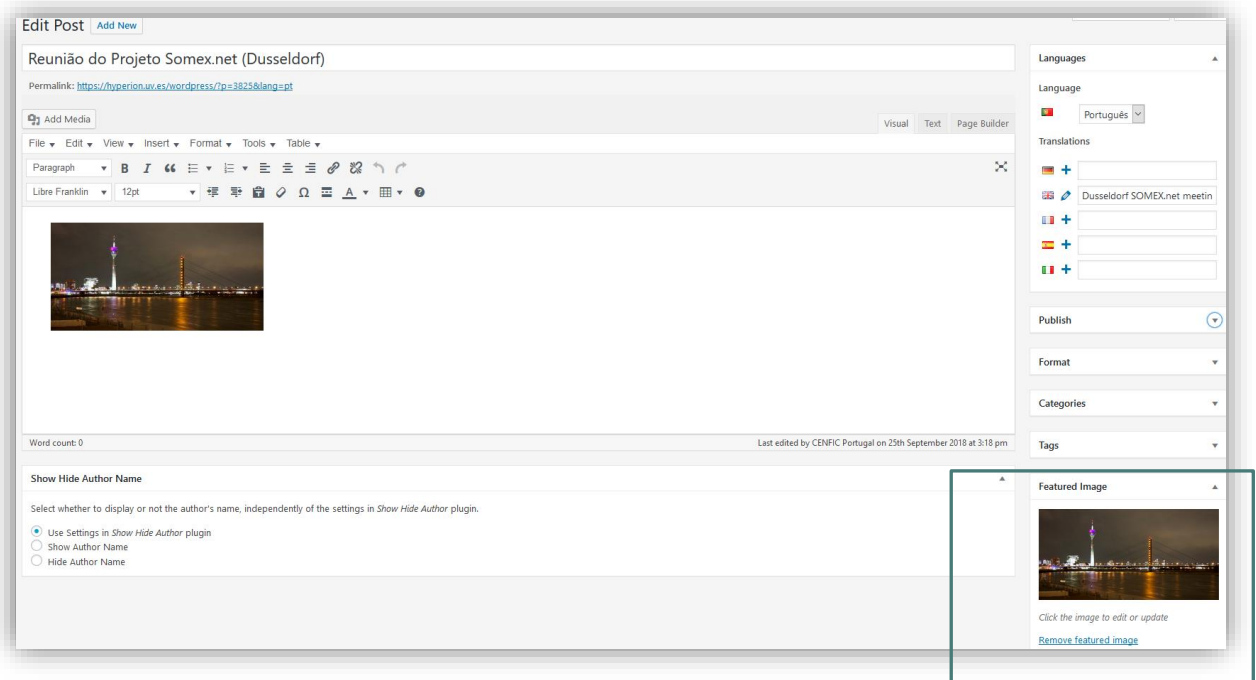 Edit Post Add New
Reunião do Projeto Somex.net (Dusseldorf)
Permalink: https://hyperion.uv.es/wordpress/?p=3825&lang=pt
Add Media
Visual Text Page Builder
File Edit View Insert Format Tools Table
Paragraph B I
Libre Franklin 12pt Ω A
Word count: 0 Last edited by CENFIC Portugal on 25th September 2018 at 3:18 pm
Show Hide Author Name
Select whether to display or not the author's name, independently of the settings in Show Hide Author plugin.
Use Settings in Show Hide Author plugin
Show Author Name
Hide Author Name
Languages
Language
Português
Translations
Dusseldorf SOMEX.net meetin
Publish
Format
Categories
Tags
Featured Image
Click the image to edit or update
Remove featured image